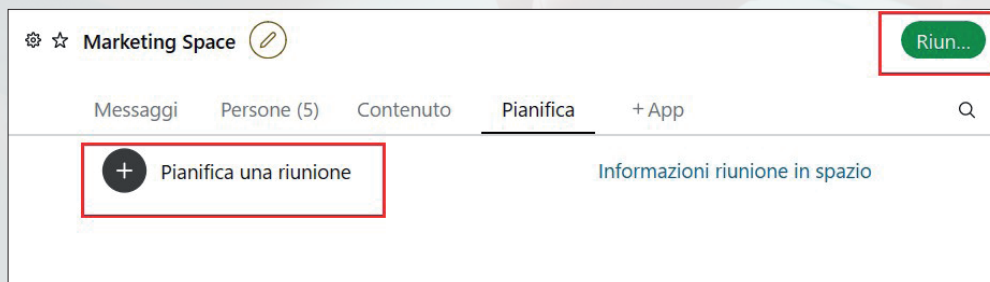 Marketing Space
Riun...
Messaggi Persone (5) Contenuto Pianifica + App
Pianifica una riunione Informazioni riunione in spazio